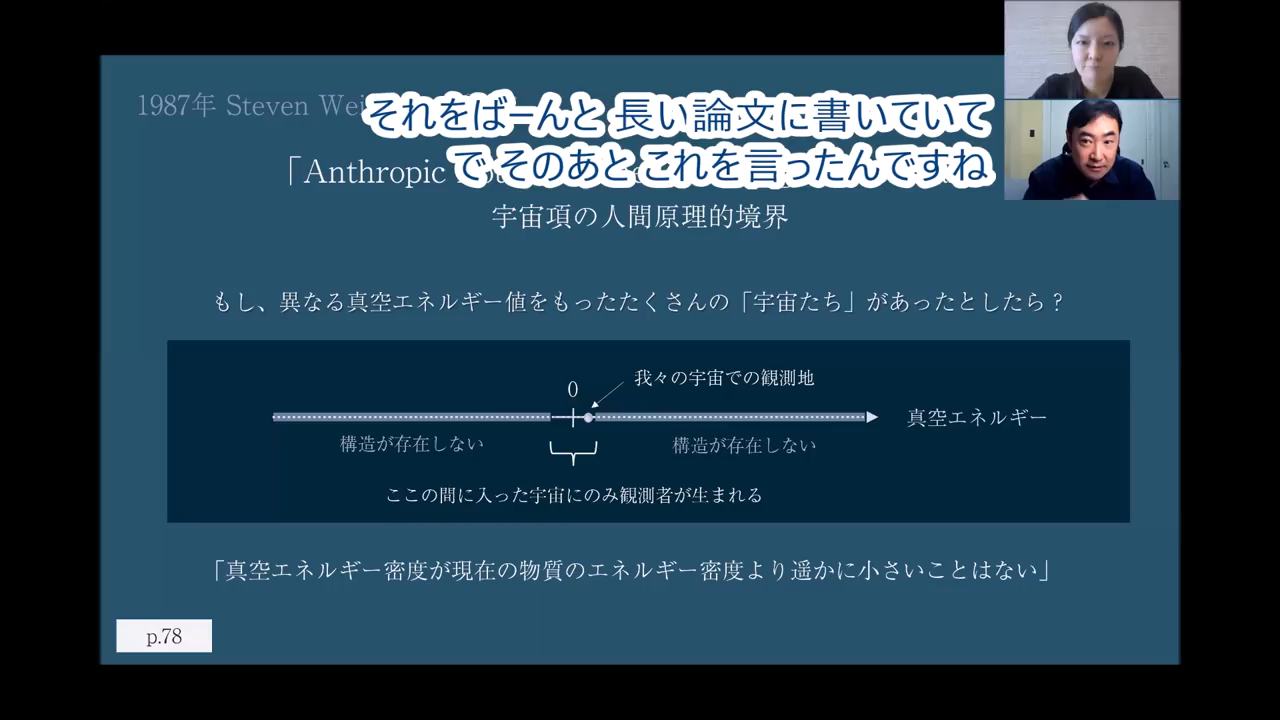 1987年 Steven Wei
それをばーんと 長い論文に書いていて
で そのあと これを言ったんですね
「Anthropic
宇宙項の人間原理的境界
もし、異なる真空エネルギー値をもったたくさんの「宇宙たち」があったとしたら？
0
我々の宇宙での観測地
真空エネルギー
構造が存在しない
構造が存在しない
ここの間に入った宇宙にのみ観測者が生まれる
「真空エネルギー密度が現在の物質のエネルギー密度より遥かに小さいことはない」
p.78